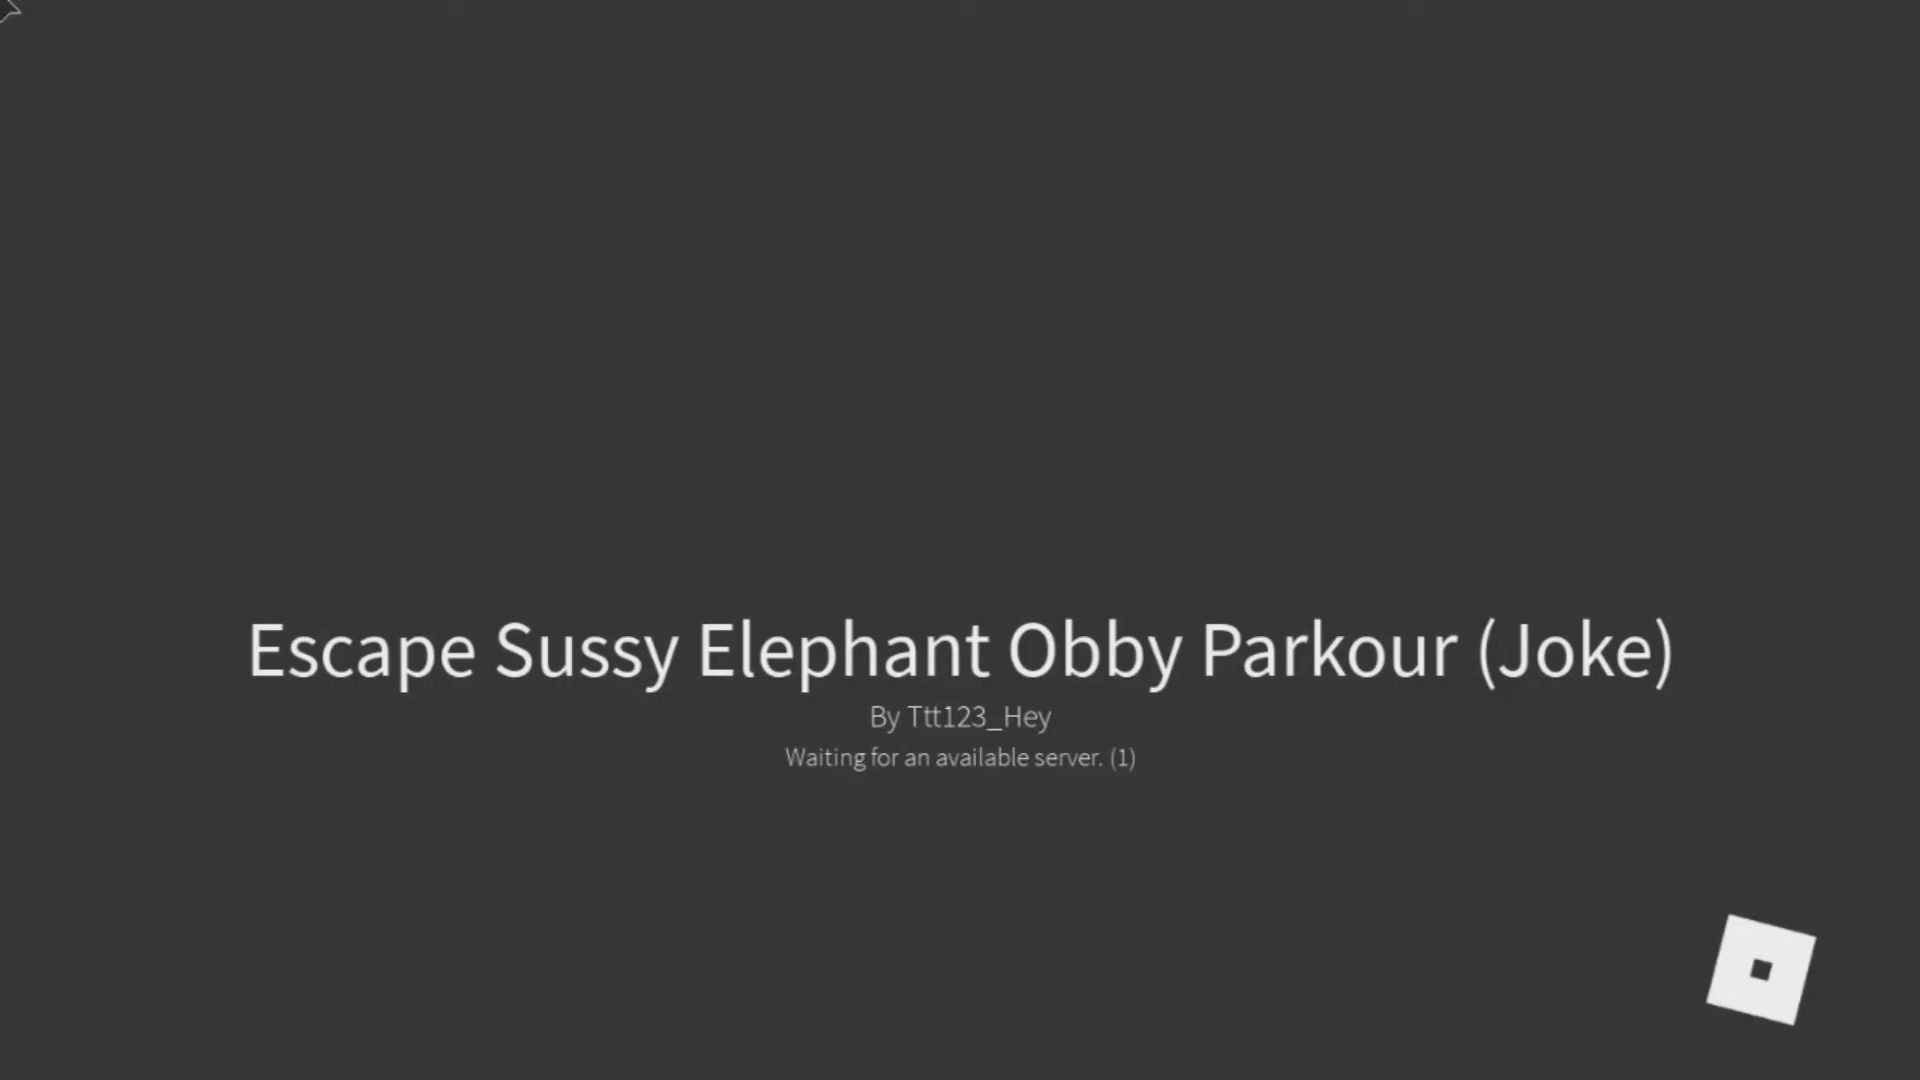 Escape Sussy Elephant Obby Parkour (Joke)
By Ttt123_Hey
Waiting for an available server. (1)